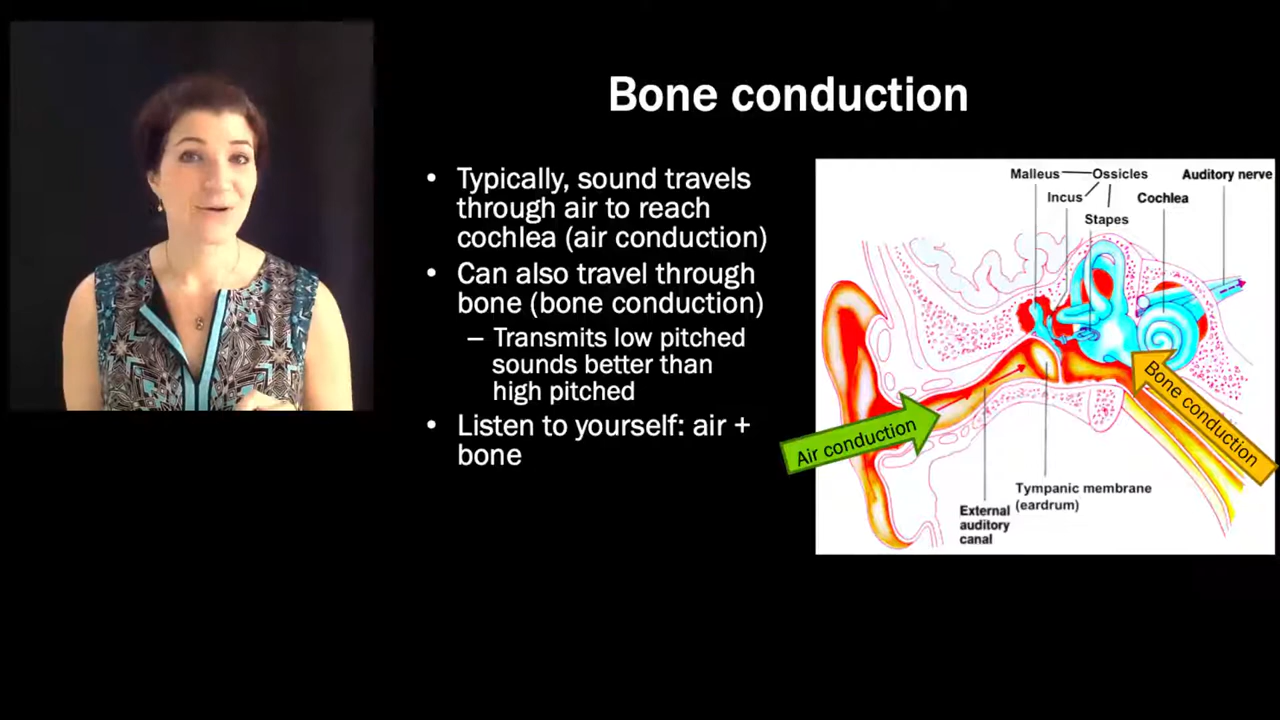 Bone conduction
• Typically, sound travels
through air to reach
cochlea (air conduction)
• Can also travel through
bone (bone conduction)
– Transmits low pitched
sounds better than
high pitched
• Listen to yourself: air +
bone
Malleus
Ossicles
Auditory nerve
Incus
Cochlea
Stapes
Air conduction
Bone conduction
Tympanic membrane
(eardrum)
External
auditory
canal